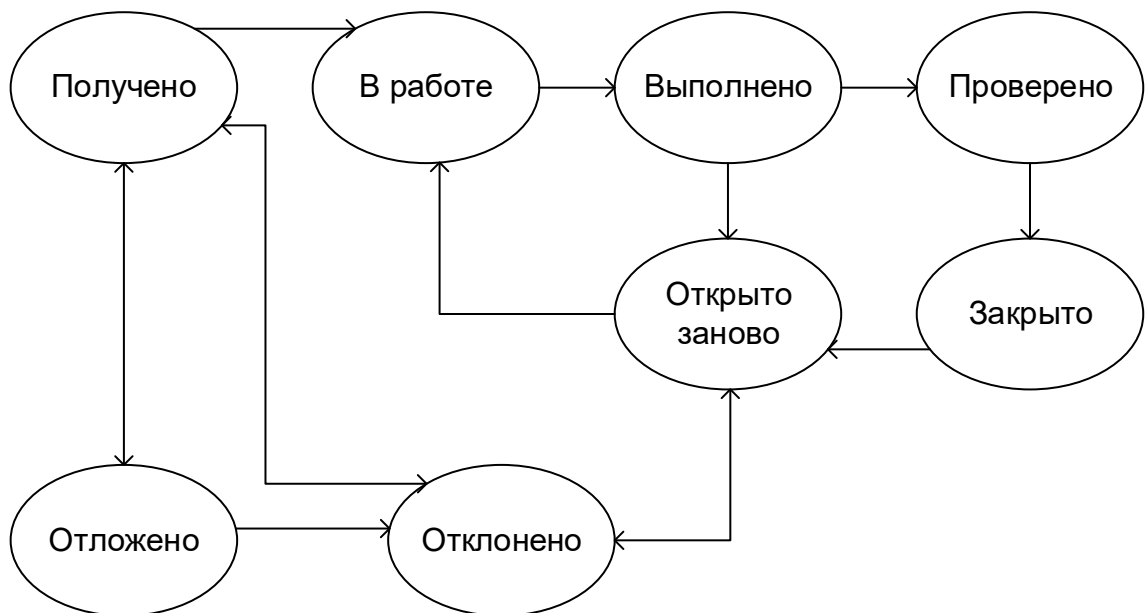 Получено
В работе
Выполнено
Проверено
Открыто
заново
Закрыто
Отложено
Отклонено